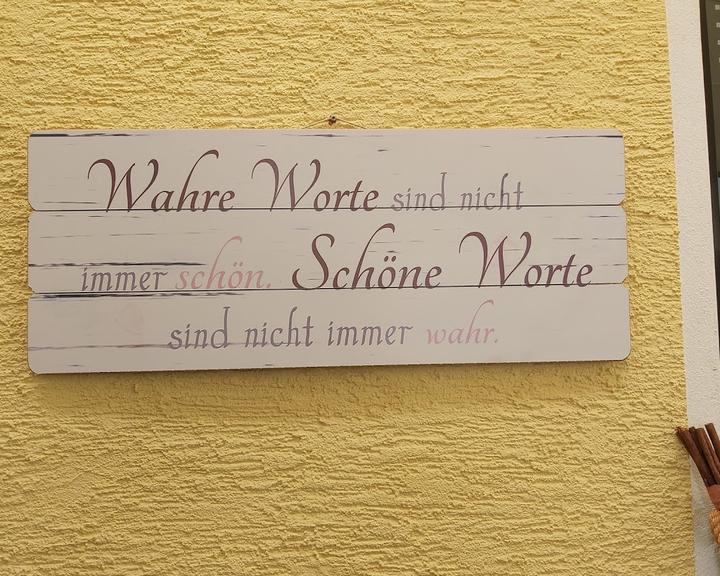 Wahre Worte sind nicht
immer schön. Schöne Worte
sind nicht immer wahr.